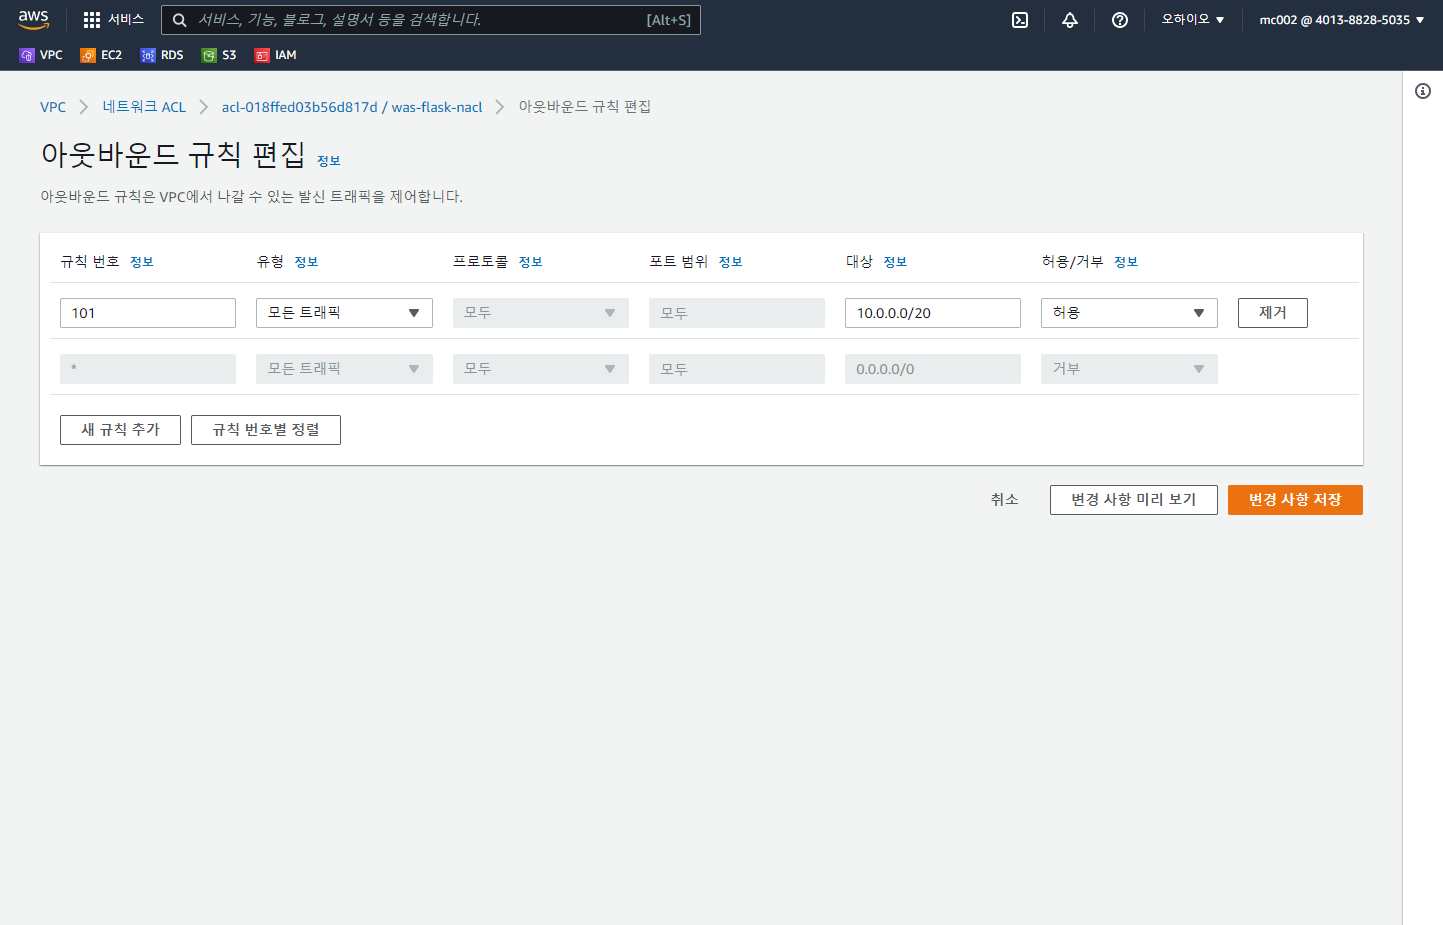 aws 서비스 서비스, 기능, 블로그, 설명서 등을 검색합니다. [Alt+S] 오하이오 ▼ mc002 @ 4013-8828-5035 ▼
VPC EC2 RDS S3 IAM
VPC > 네트워크 ACL > acl-018ffed03b56d817d / was-flask-nacl > 아웃바운드 규칙 편집
아웃바운드 규칙 편집 정보
아웃바운드 규칙은 VPC에서 나갈 수 있는 발신 트래픽을 제어합니다.
규칙 번호 정보 유형 정보 프로토콜 정보 포트 범위 정보 대상 정보 허용/거부 정보
101 모든 트래픽 모두 모두 10.0.0.0/20 허용 제거
* 모든 트래픽 모두 모두 0.0.0.0/0 거부
새 규칙 추가 규칙 번호별 정렬
취소 변경 사항 미리 보기 변경 사항 저장